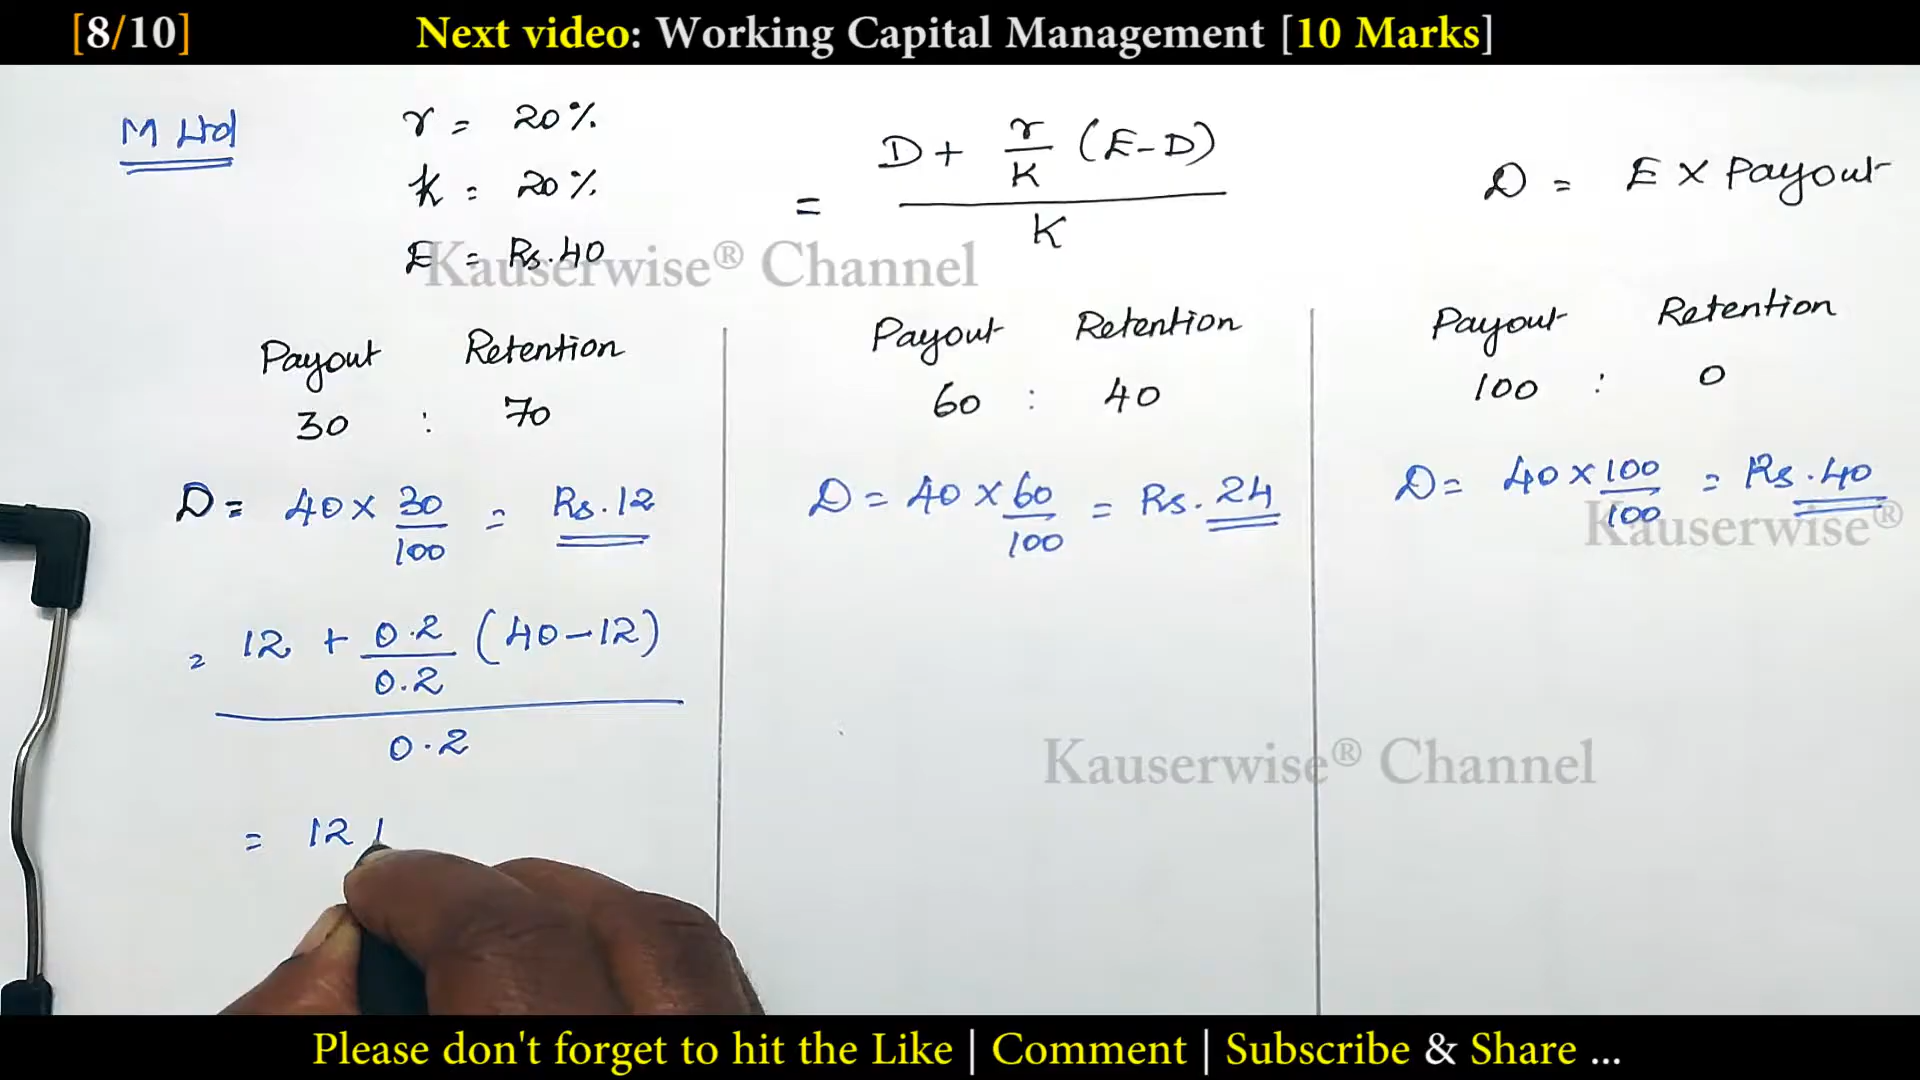 [8/10] Next video: Working Capital Management [10 Marks]
M Ltd
r = 20%
k = 20%
E = Rs.40
= D + r/K (E-D) / K
D = E X Payout
Kauserwise® Channel
Payout Retention
30 : 70
D = 40 x 30/100 = Rs.12
= 12 + 0.2/0.2 (40-12) / 0.2
= 12
Payout Retention
60 : 40
D = 40 x 60/100 = Rs. 24
Payout Retention
100 : 0
D = 40 x 100/100 = Rs.40
Kauserwise®
Kauserwise® Channel
Please don't forget to hit the Like | Comment | Subscribe & Share ...